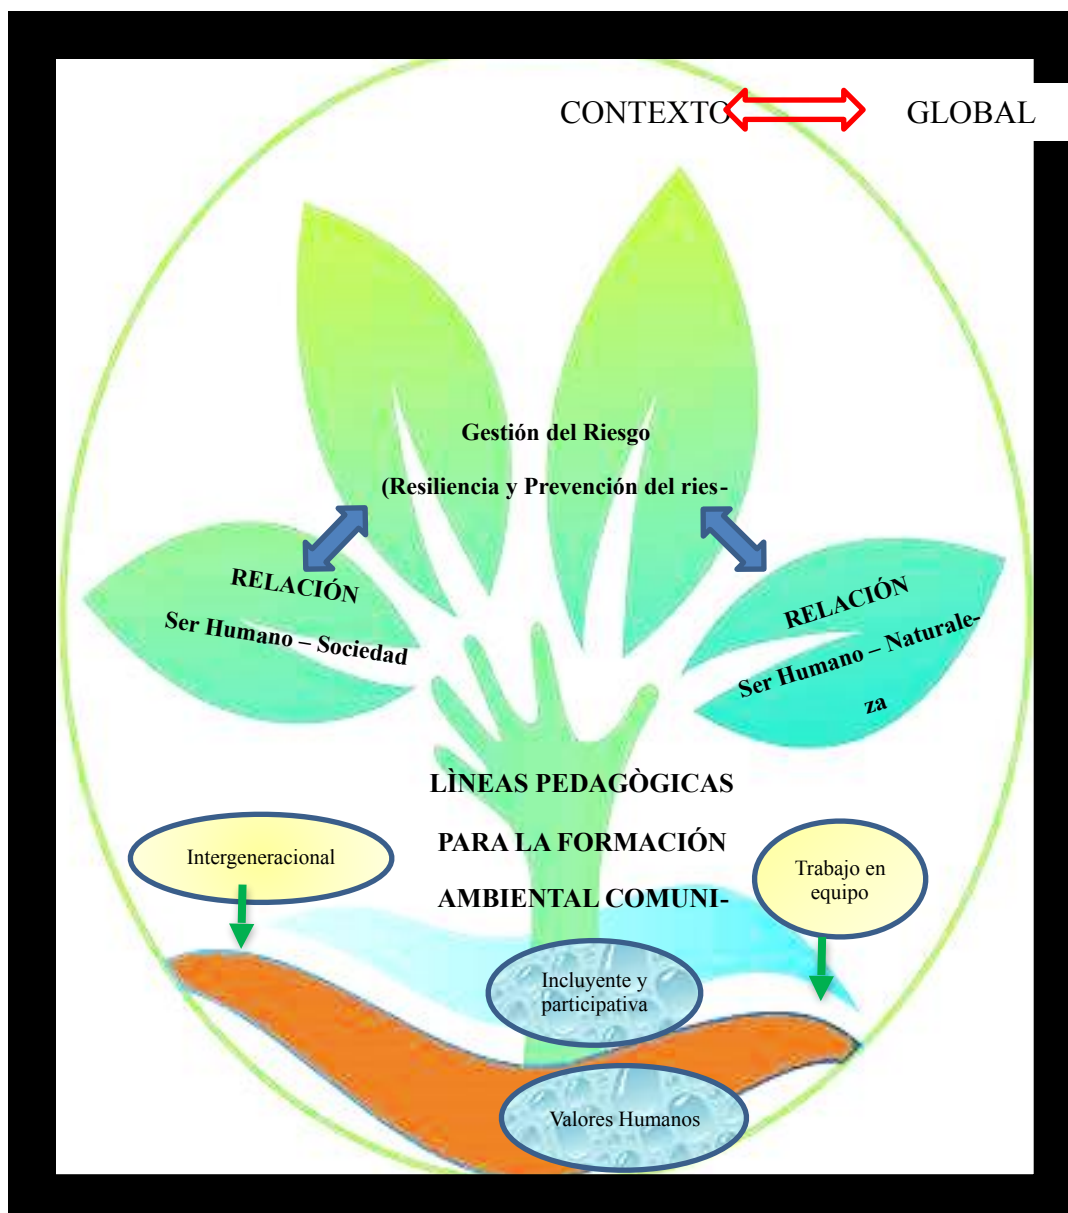 CONTEXTO GLOBAL
Gestión del Riesgo
(Resiliencia y Prevención del ries-
RELACIÓN
Ser Humano – Sociedad
RELACIÓN
Ser Humano – Naturale-
za
LÌNEAS PEDAGÒGICAS
PARA LA FORMACIÓN
AMBIENTAL COMUNI-
Intergeneracional
Trabajo en
equipo
Incluyente y
participativa
Valores Humanos